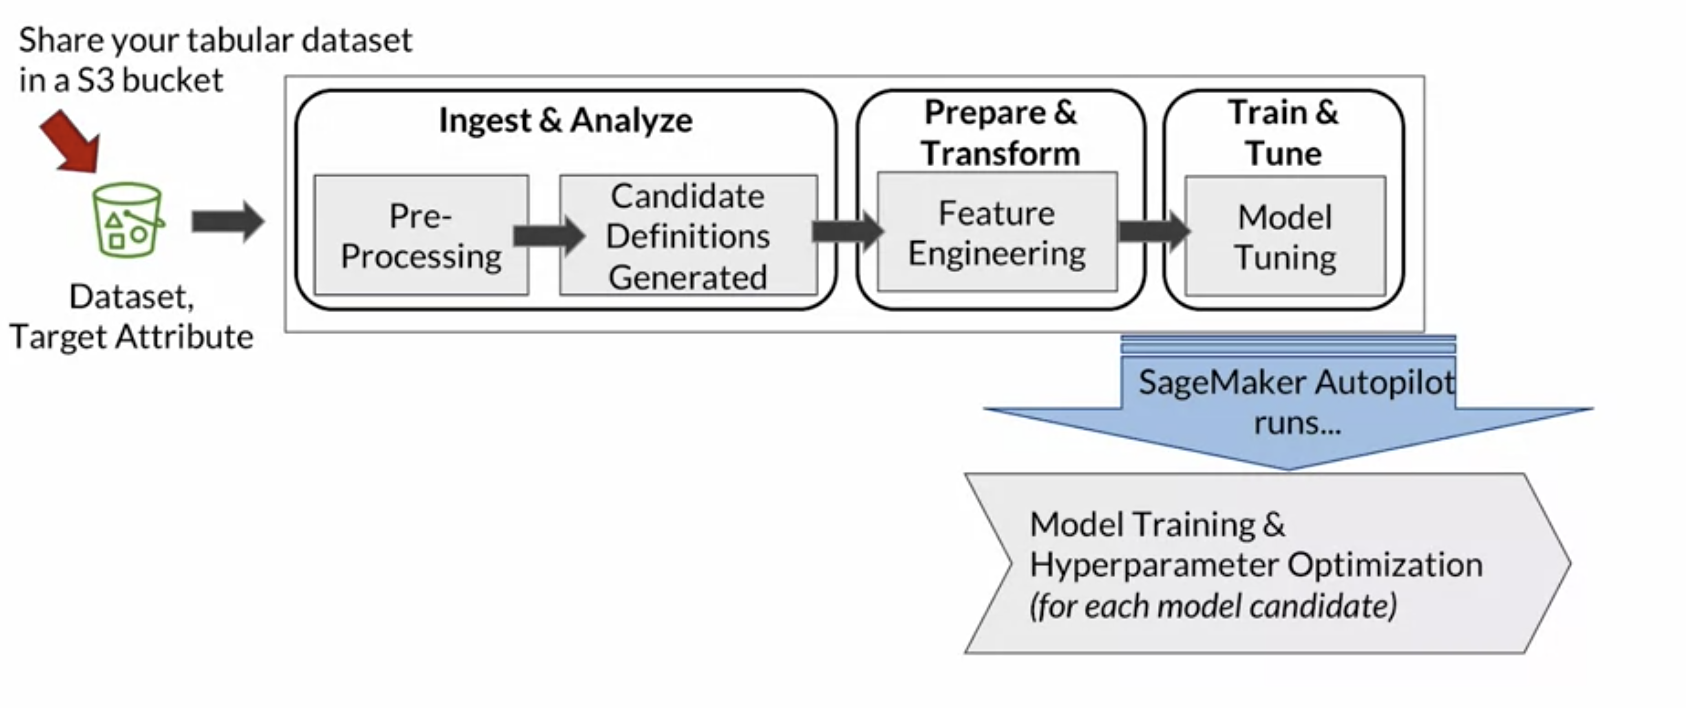 Share your tabular dataset
in a S3 bucket
Dataset,
Target Attribute
Ingest & Analyze
Pre-
Processing
Candidate
Definitions
Generated
Prepare &
Transform
Feature
Engineering
Train &
Tune
Model
Tuning
SageMaker Autopilot
runs...
Model Training &
Hyperparameter Optimization
(for each model candidate)